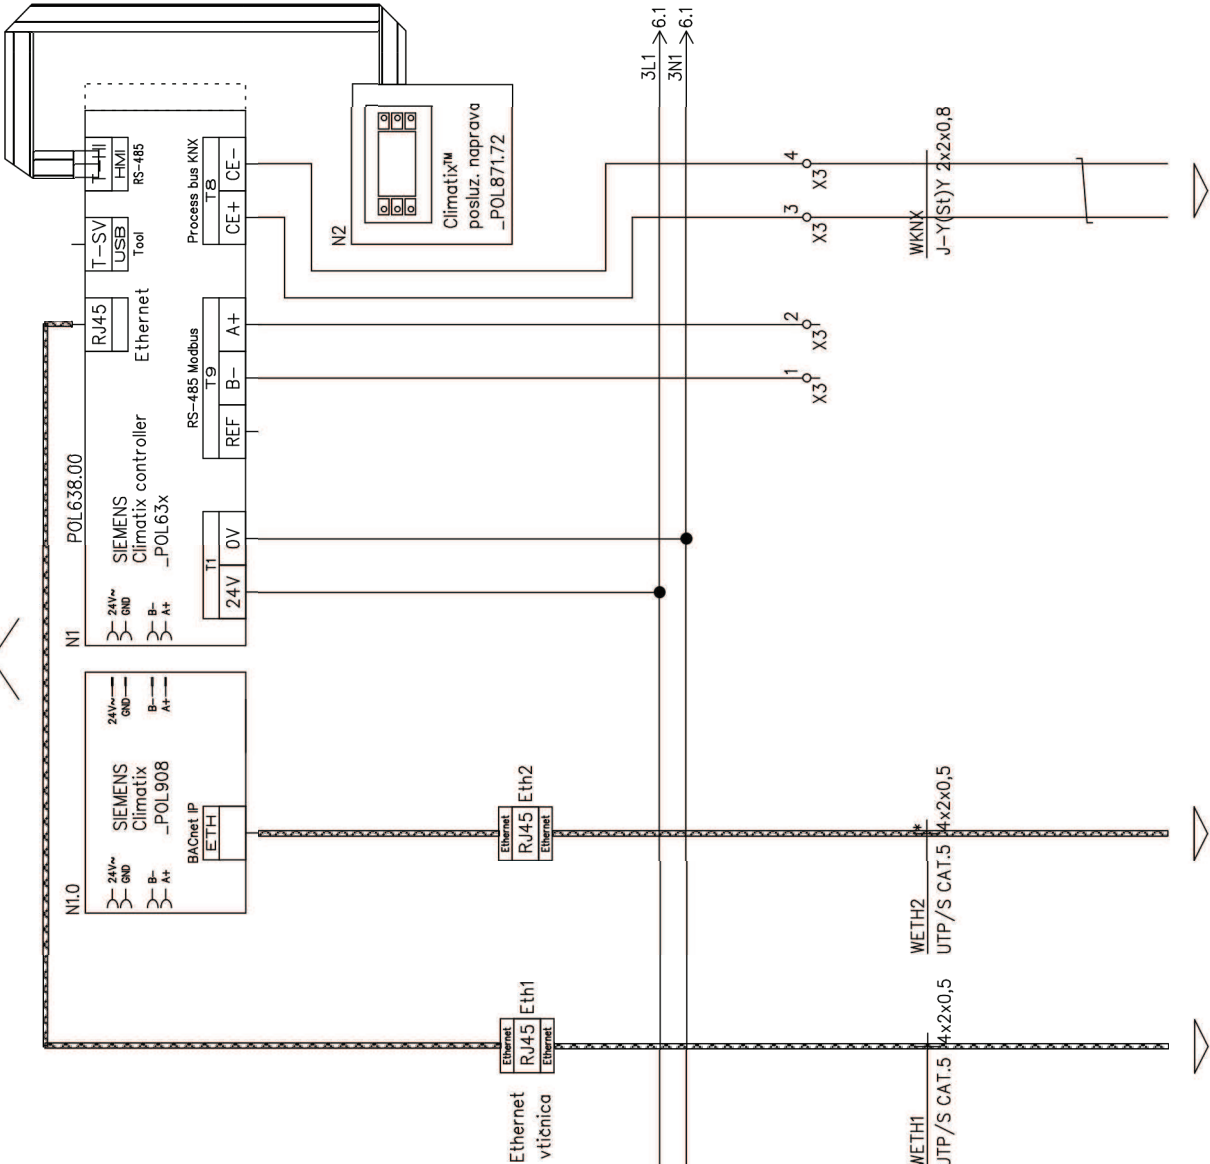 3L1
6.1
3N1
6.1
HMI
RS-485
T-SV
USB
Tool
RJ45
Ethernet
Process bus KNX
T8
CE+
CE-
N2
Climatix™
posluz. naprava
_POL871.72
4
X3
3
X3
WKNX
J-Y(St)Y 2x2x0,8
RS-485 Modbus
T9
REF
B-
A+
2
X3
1
X3
N1
POL638.00
SIEMENS
Climatix controller
_POL63x
24V~
GND
B-
A+
T1
24V
0V
N1.0
24V~
GND
B-
A+
SIEMENS
Climatix
_POL908
24V~
GND
B-
A+
BACnet IP
ETH
Ethernet
RJ45
Ethernet
Eth2
WETH2
UTP/S CAT.5 4x2x0,5
*
Ethernet
RJ45
Ethernet
Eth1
Ethernet
vtičnica
WETH1
UTP/S CAT.5 4x2x0,5